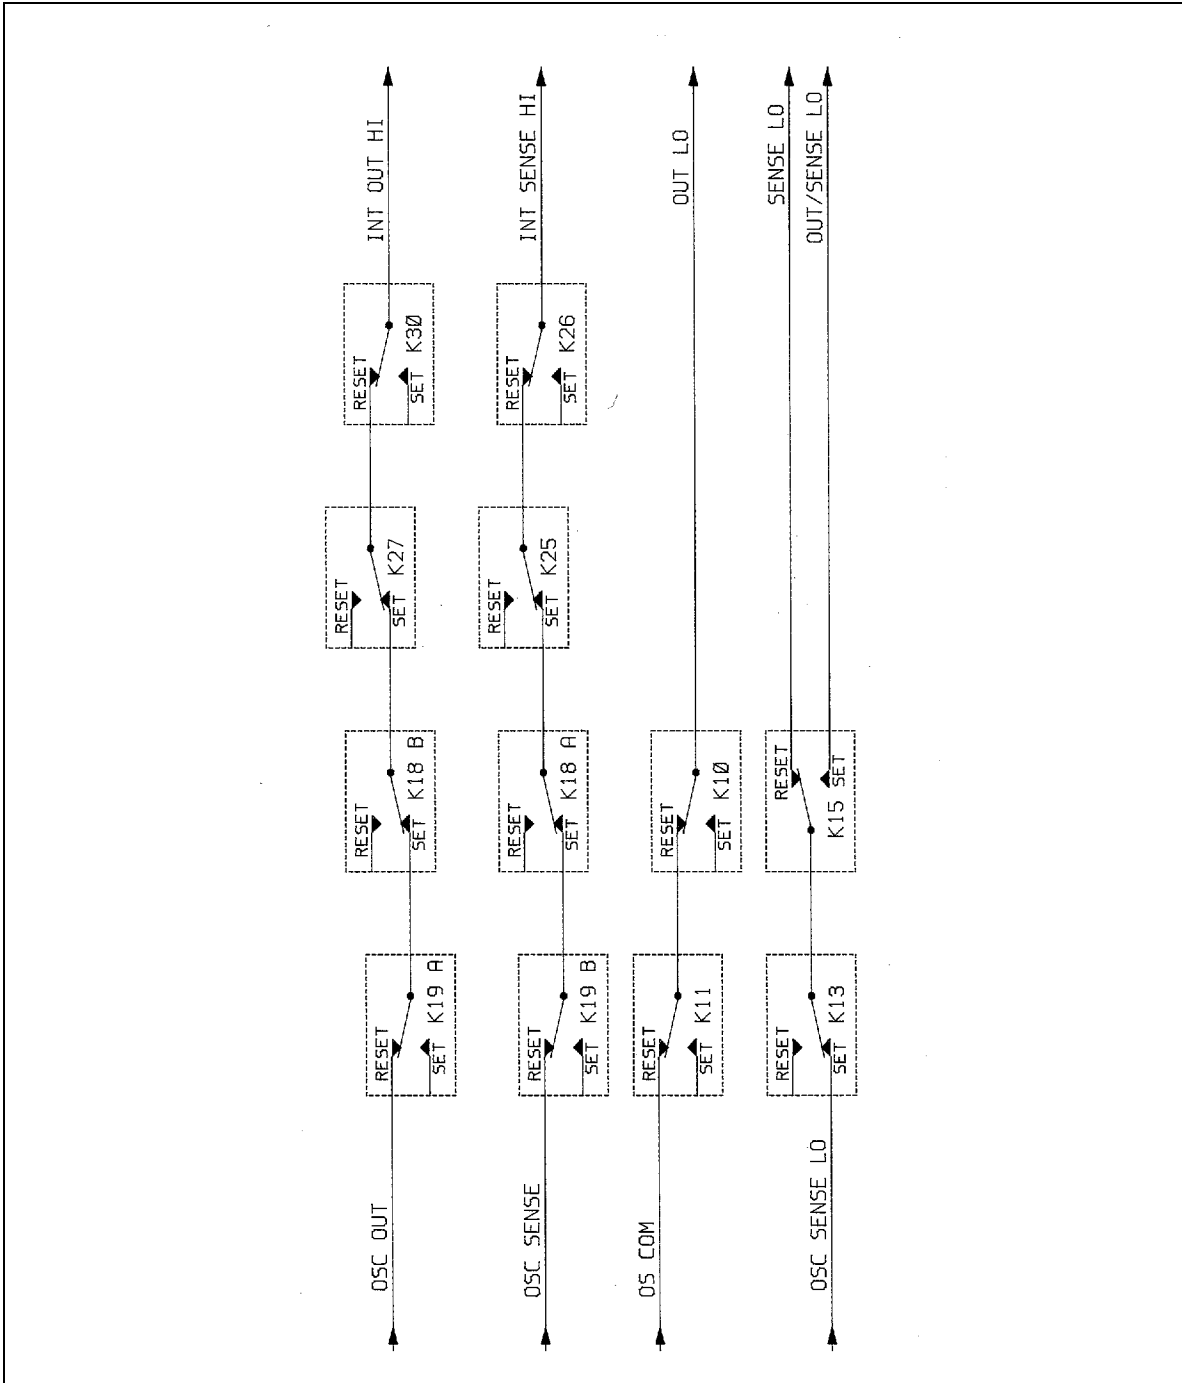 INT OUT HI
INT SENSE HI
OUT LO
SENSE LO
OUT/SENSE LO
RESET
SET
K30
RESET
SET
K26
RESET
SET
K27
RESET
SET
K25
RESET
SET
K18 B
RESET
SET
K18 A
RESET
SET
K10
RESET
SET
K15
RESET
SET
K19 A
RESET
SET
K19 B
RESET
SET
K11
RESET
SET
K13
OSC OUT
OSC SENSE
OS COM
OSC SENSE LO